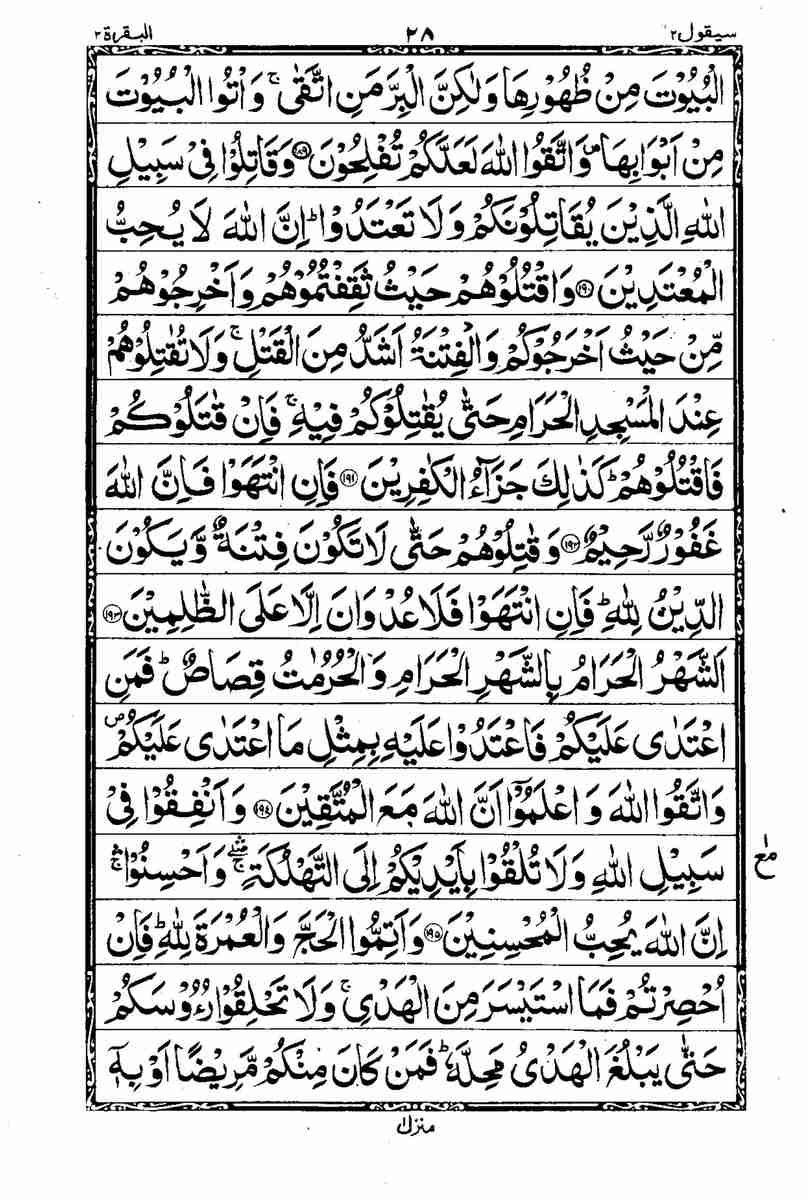 سیقول ۲ ۲۸ البقرة ۲
الْبُيُوْتَ مِنْ ظُهُوْرِهَا وَلٰكِنَّ الْبِرَّ مَنِ اتَّقٰىۚ وَاْتُوا الْبُيُوْتَ
مِنْ اَبْوَابِهَا۪ وَاتَّقُوا اللّٰهَ لَعَلَّكُمْ تُفْلِحُوْنَ ﴿۱۸۹﴾ وَقَاتِلُوْا فِيْ سَبِيْلِ
اللّٰهِ الَّذِيْنَ يُقَاتِلُوْنَكُمْ وَلَا تَعْتَدُوْاؕ اِنَّ اللّٰهَ لَا يُحِبُّ
الْمُعْتَدِيْنَ ﴿۱۹۰﴾ وَاقْتُلُوْهُمْ حَيْثُ ثَقِفْتُمُوْهُمْ وَاَخْرِجُوْهُمْ
مِّنْ حَيْثُ اَخْرَجُوْكُمْ وَالْفِتْنَةُ اَشَدُّ مِنَ الْقَتْلِۚ وَلَا تُقٰتِلُوْهُمْ
عِنْدَ الْمَسْجِدِ الْحَرَامِ حَتّٰى يُقٰتِلُوْكُمْ فِيْهِۚ فَاِنْ قٰتَلُوْكُمْ
فَاقْتُلُوْهُمْؕ كَذٰلِكَ جَزَآءُ الْكٰفِرِيْنَ ﴿۱۹۱﴾ فَاِنِ انْتَهَوْا فَاِنَّ اللّٰهَ
غَفُوْرٌ رَّحِيْمٌ ﴿۱۹۲﴾ وَقٰتِلُوْهُمْ حَتّٰى لَا تَكُوْنَ فِتْنَةٌ وَّيَكُوْنَ
الدِّيْنُ لِلّٰهِؕ فَاِنِ انْتَهَوْا فَلَا عُدْوَانَ اِلَّا عَلَى الظّٰلِمِيْنَ ﴿۱۹۳﴾
اَلشَّهْرُ الْحَرَامُ بِالشَّهْرِ الْحَرَامِ وَالْحُرُمٰتُ قِصَاصٌؕ فَمَنِ
اعْتَدٰى عَلَيْكُمْ فَاعْتَدُوْا عَلَيْهِ بِمِثْلِ مَا اعْتَدٰى عَلَيْكُمْ۪
وَاتَّقُوا اللّٰهَ وَاعْلَمُوْٓا اَنَّ اللّٰهَ مَعَ الْمُتَّقِيْنَ ﴿۱۹۴﴾ وَاَنْفِقُوْا فِيْ
سَبِيْلِ اللّٰهِ وَلَا تُلْقُوْا بِاَيْدِيْكُمْ اِلَى التَّهْلُكَةِۛۚ وَاَحْسِنُوْاۛۚ
اِنَّ اللّٰهَ يُحِبُّ الْمُحْسِنِيْنَ ﴿۱۹۵﴾ وَاَتِمُّوا الْحَجَّ وَالْعُمْرَةَ لِلّٰهِؕ فَاِنْ
اُحْصِرْتُمْ فَمَا اسْتَيْسَرَ مِنَ الْهَدْيِۚ وَلَا تَحْلِقُوْا رُءُوْسَكُمْ
حَتّٰى يَبْلُغَ الْهَدْيُ مَحِلَّهٗؕ فَمَنْ كَانَ مِنْكُمْ مَّرِيْضًا اَوْ بِهٖٓ
منزل ۱